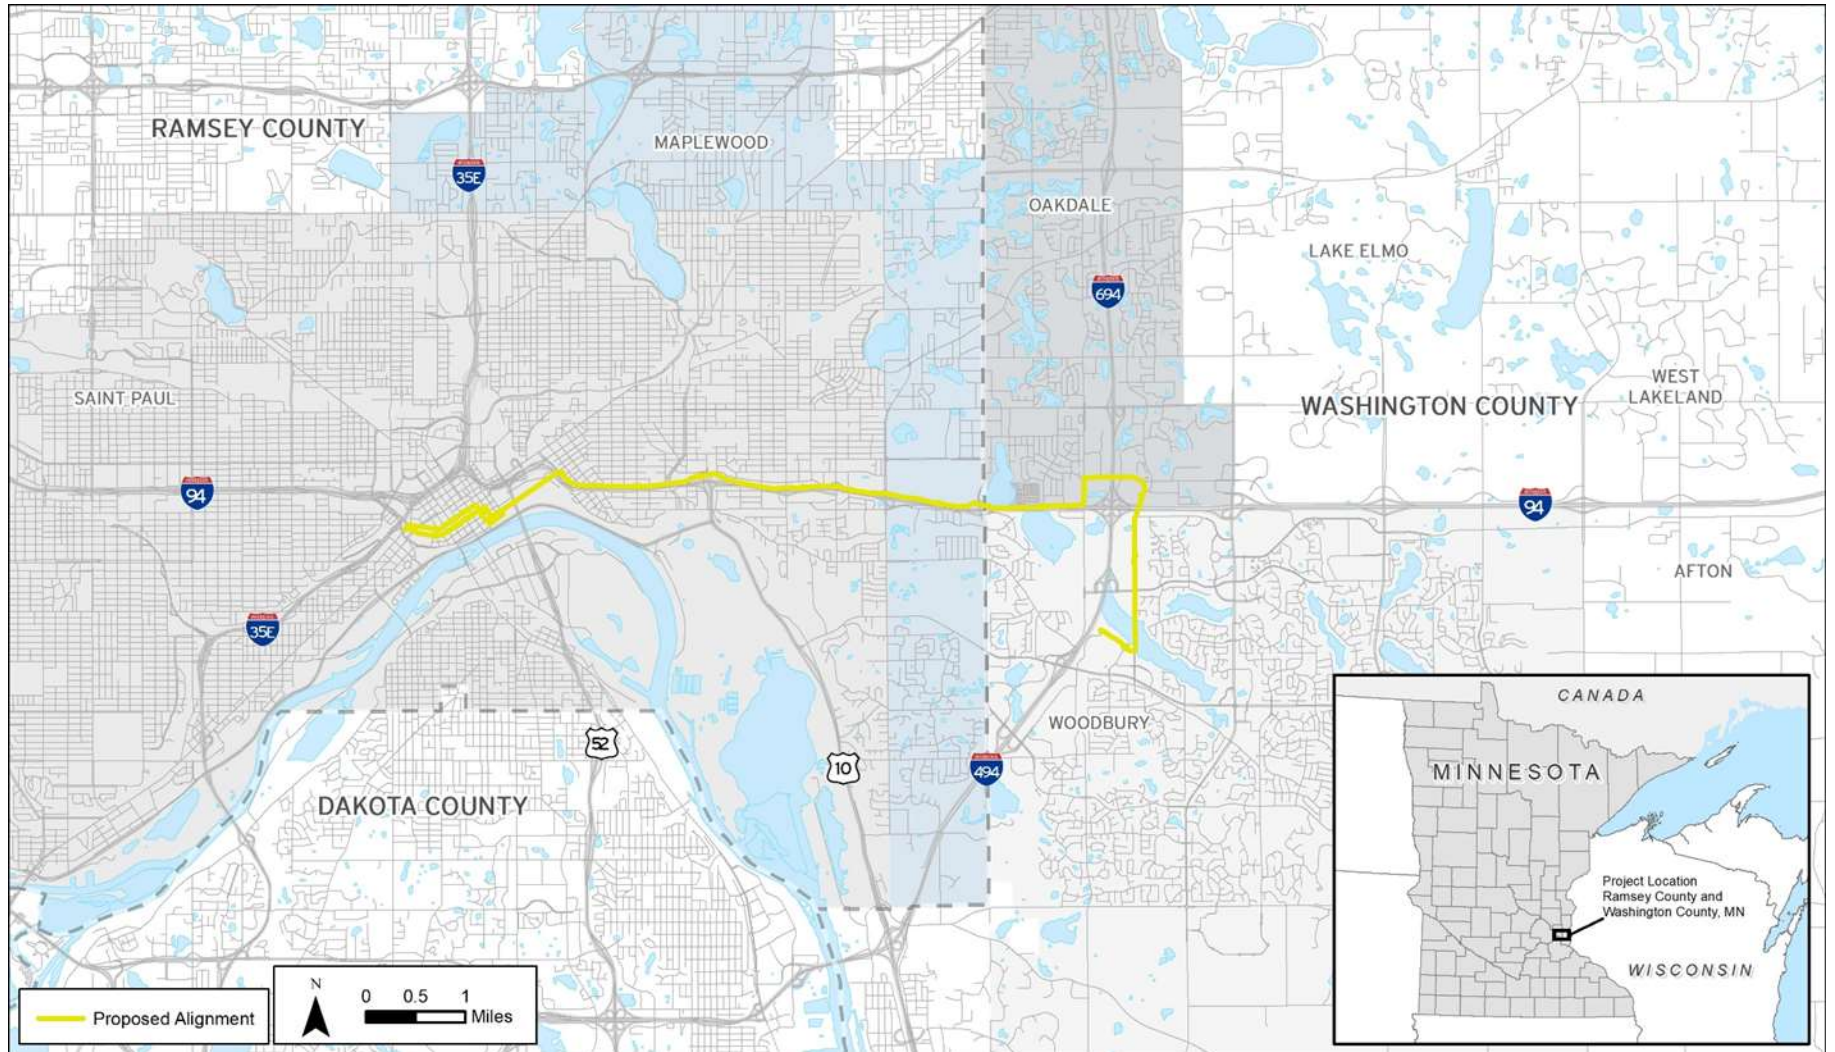 RAMSEY COUNTY
MAPLEWOOD
35E
OAKDALE
LAKE ELMO
694
WEST
LAKELAND
SAINT PAUL
WASHINGTON COUNTY
94
94
AFTON
35E
WOODBURY
52
10
494
DAKOTA COUNTY
CANADA
MINNESOTA
Project Location
Ramsey County and
Washington County, MN
WISCONSIN
N
0 0.5 1
Miles
Proposed Alignment